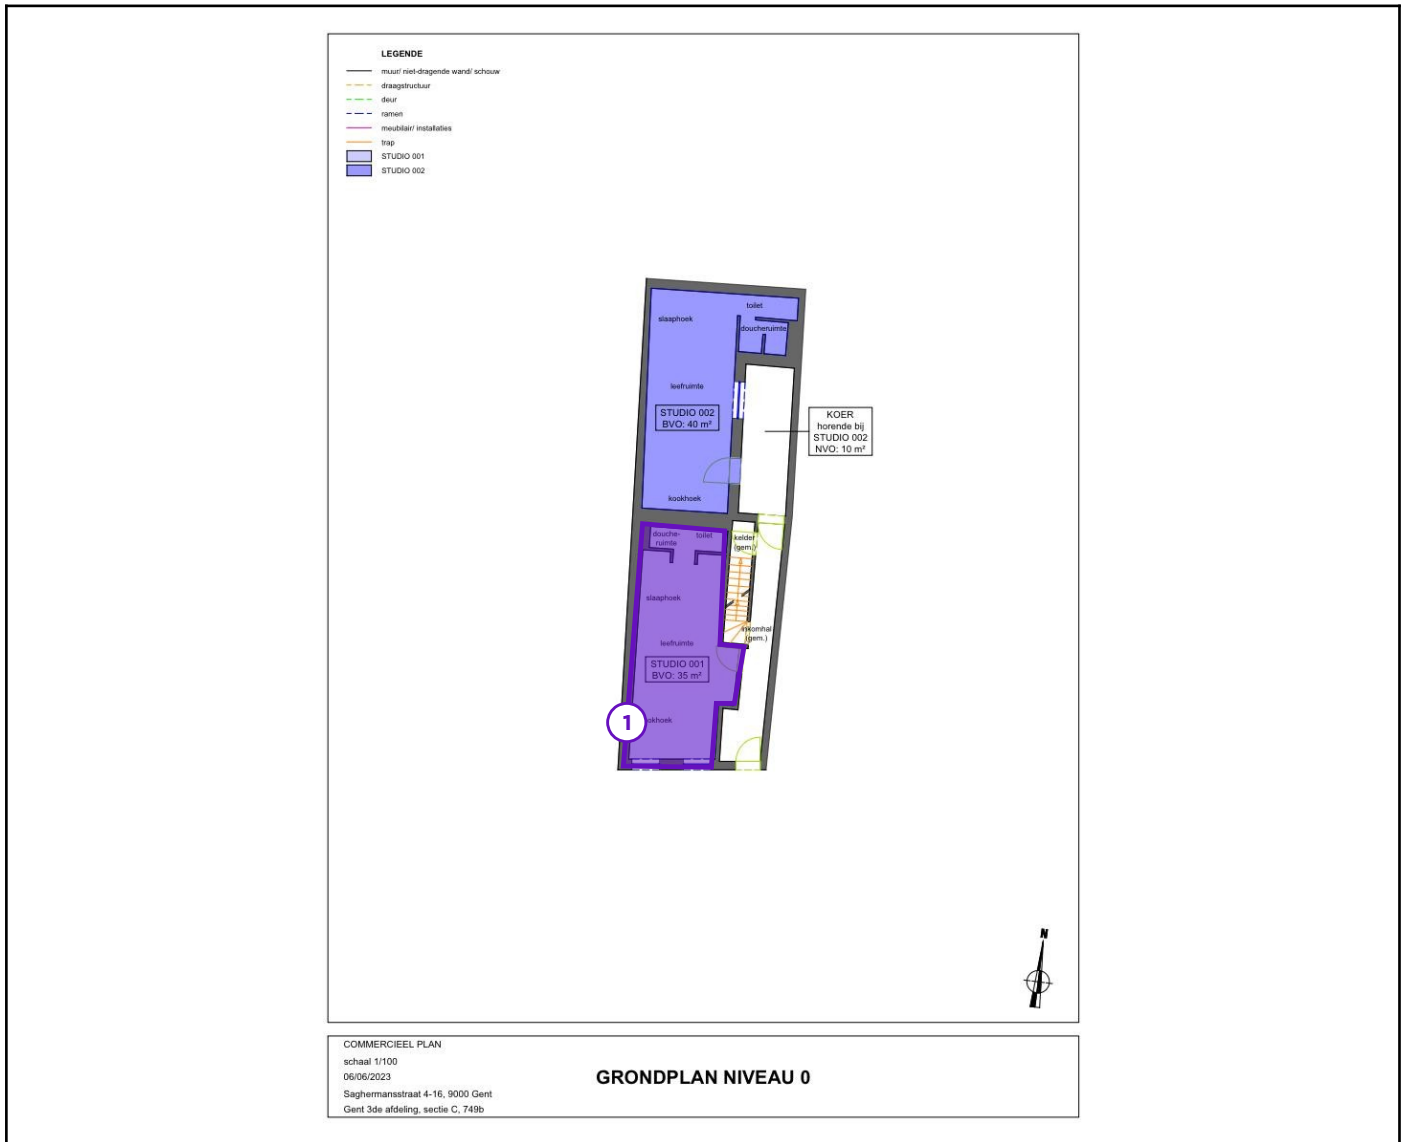 LEGENDE
muur/ niet-dragende wand/ schouw
draagstructuur
deur
ramen
meubilair/ installaties
trap
STUDIO 001
STUDIO 002
toilet
slaaphoek
doucheruimte
leefruimte
STUDIO 002
BVO: 40 m²
KOER
horende bij
STUDIO 002
NVO: 10 m²
kookhoek
douche-
ruimte
toilet
kelder
(gem.)
slaaphoek
inkomhal
(gem.)
leefruimte
STUDIO 001
BVO: 35 m²
1
okhoek
N
COMMERCIEEL PLAN
schaal 1/100
06/06/2023
Saghermansstraat 4-16, 9000 Gent
Gent 3de afdeling, sectie C, 749b
GRONDPLAN NIVEAU 0